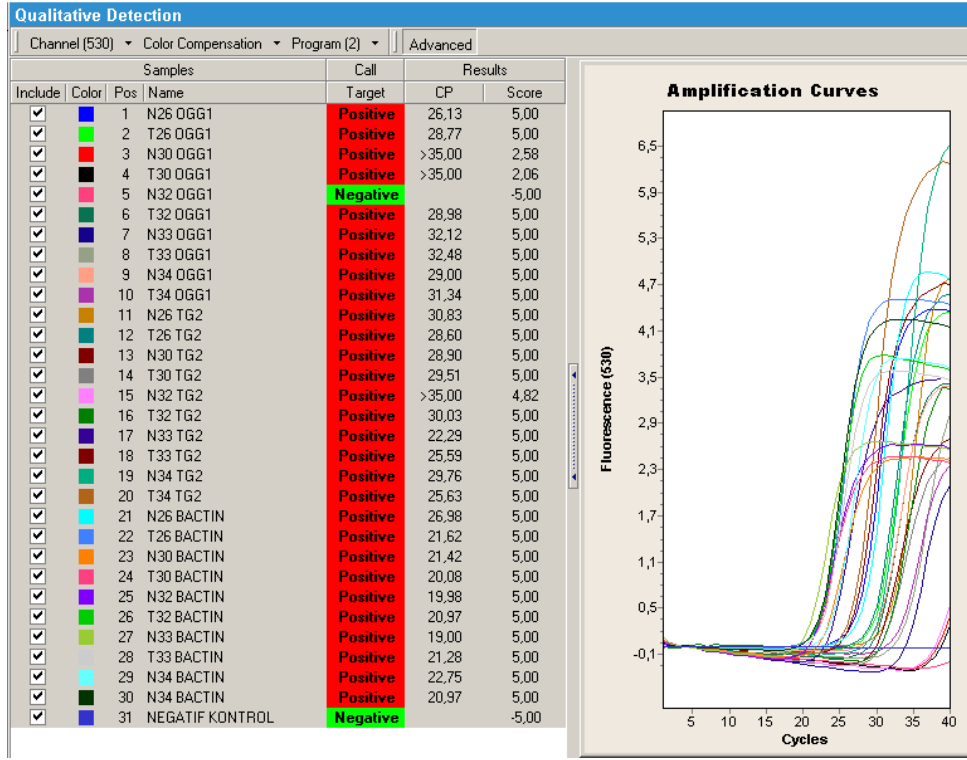 Qualitative Detection
Channel (530) Color Compensation Program (2) Advanced
Samples Call Results
Include Color Pos Name Target CP Score
1 N26 OGG1 Positive 26,13 5,00
2 T26 OGG1 Positive 28,77 5,00
3 N30 OGG1 Positive >35,00 2,58
4 T30 OGG1 Positive >35,00 2,06
5 N32 OGG1 Negative -5,00
6 T32 OGG1 Positive 28,98 5,00
7 N33 OGG1 Positive 32,12 5,00
8 T33 OGG1 Positive 32,48 5,00
9 N34 OGG1 Positive 29,00 5,00
10 T34 OGG1 Positive 31,34 5,00
11 N26 TG2 Positive 30,83 5,00
12 T26 TG2 Positive 28,60 5,00
13 N30 TG2 Positive 28,90 5,00
14 T30 TG2 Positive 29,51 5,00
15 N32 TG2 Positive >35,00 4,82
16 T32 TG2 Positive 30,03 5,00
17 N33 TG2 Positive 22,29 5,00
18 T33 TG2 Positive 25,59 5,00
19 N34 TG2 Positive 29,76 5,00
20 T34 TG2 Positive 25,63 5,00
21 N26 BACTIN Positive 26,98 5,00
22 T26 BACTIN Positive 21,62 5,00
23 N30 BACTIN Positive 21,42 5,00
24 T30 BACTIN Positive 20,08 5,00
25 N32 BACTIN Positive 19,98 5,00
26 T32 BACTIN Positive 20,97 5,00
27 N33 BACTIN Positive 19,00 5,00
28 T33 BACTIN Positive 21,28 5,00
29 N34 BACTIN Positive 22,75 5,00
30 N34 BACTIN Positive 20,97 5,00
31 NEGATIF KONTROL Negative -5,00
Amplification Curves
Fluorescence (530)
6,5
5,9
5,3
4,7
4,1
3,5
2,9
2,3
1,7
1,1
0,5
-0,1
5 10 15 20 25 30 35 40
Cycles